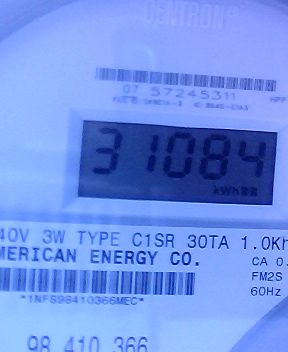 CENTRON®
07 57245311
31084
kWh
40V 3W TYPE C1SR 30TA 1.0Kh
MERICAN ENERGY CO.
CA 0.
FM2S
60Hz
*1NFS98410366MEC*
98 410 366